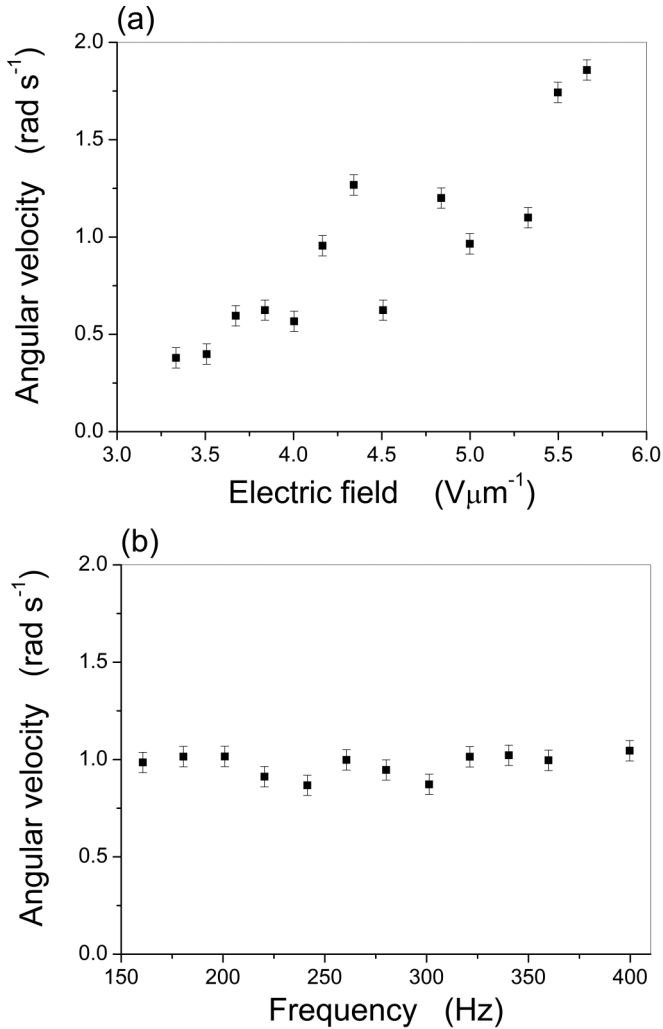 (a)
2.0
1.5
1.0
0.5
0.0
Angular velocity (rad s⁻¹)
3.0 3.5 4.0 4.5 5.0 5.5 6.0
Electric field (Vμm⁻¹)
(b)
2.0
1.5
1.0
0.5
0.0
Angular velocity (rad s⁻¹)
150 200 250 300 350 400
Frequency (Hz)